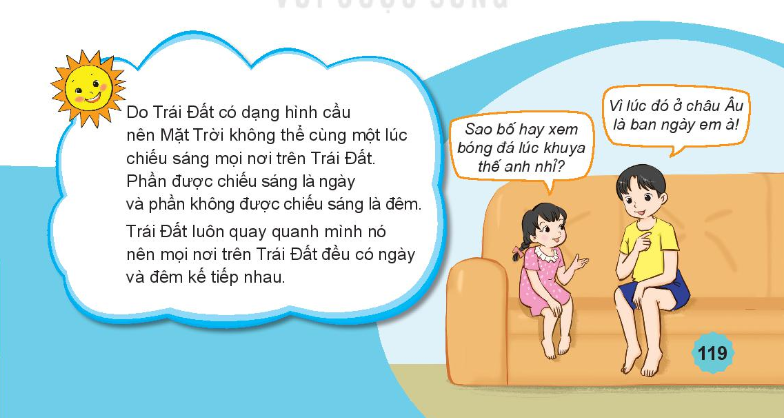 Do Trái Đất có dạng hình cầu
nên Mặt Trời không thể cùng một lúc
chiếu sáng mọi nơi trên Trái Đất.
Phần được chiếu sáng là ngày
và phần không được chiếu sáng là đêm.
Trái Đất luôn quay quanh mình nó
nên mọi nơi trên Trái Đất đều có ngày
và đêm kế tiếp nhau.
Sao bố hay xem
bóng đá lúc khuya
thế anh nhỉ?
Vì lúc đó ở châu Âu
là ban ngày em à!
119